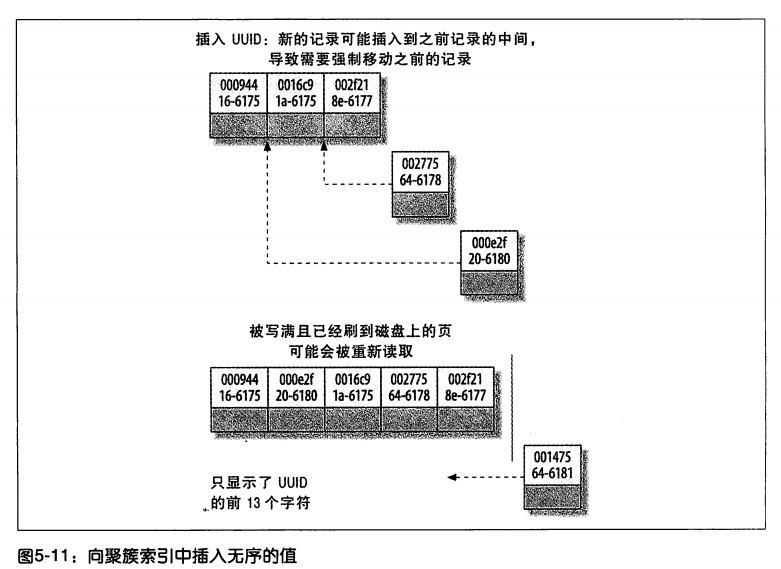 插入 UUID：新的记录可能插入到之前记录的中间，
导致需要强制移动之前的记录
000944 0016c9 002f21
16-6175 1a-6175 8e-6177
002775
64-6178
000e2f
20-6180
被写满且已经刷到磁盘上的页
可能会被重新读取
000944 000e2f 0016c9 002775 002f21
16-6175 20-6180 1a-6175 64-6178 8e-6177
001475
64-6181
只显示了 UUID
的前 13 个字符
图5-11：向聚簇索引中插入无序的值